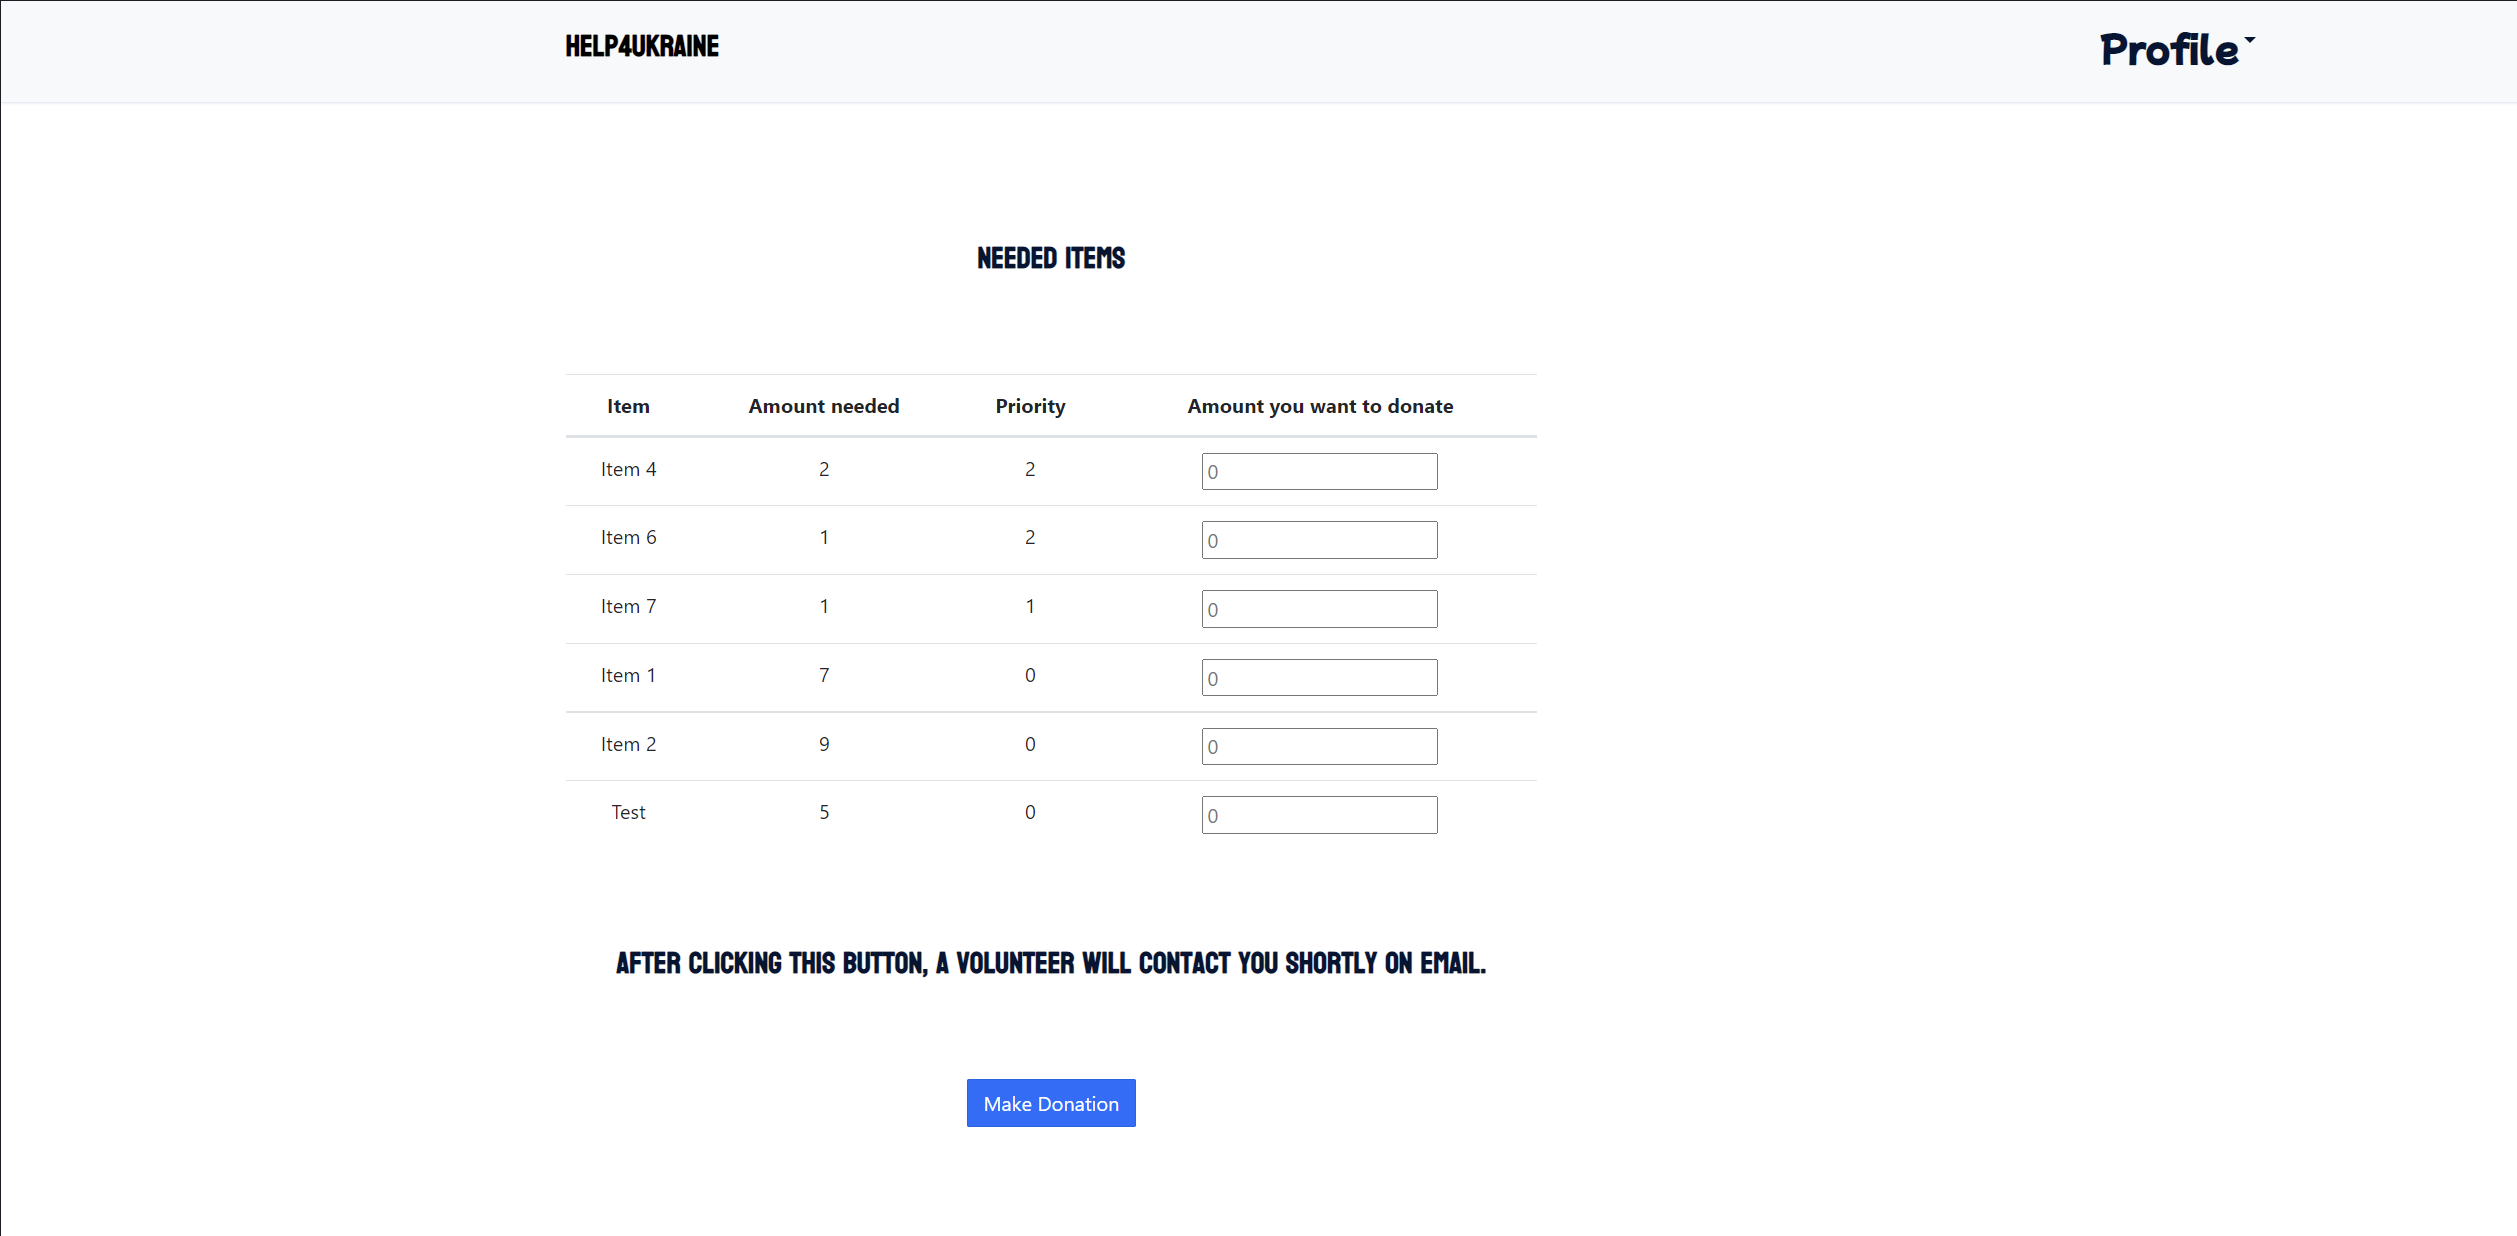 HELP4UKRAINE Profile
NEEDED ITEMS
Item Amount needed Priority Amount you want to donate
Item 4 2 2 0
Item 6 1 2 0
Item 7 1 1 0
Item 1 7 0 0
Item 2 9 0 0
Test 5 0 0
AFTER CLICKING THIS BUTTON, A VOLUNTEER WILL CONTACT YOU SHORTLY ON EMAIL.
Make Donation